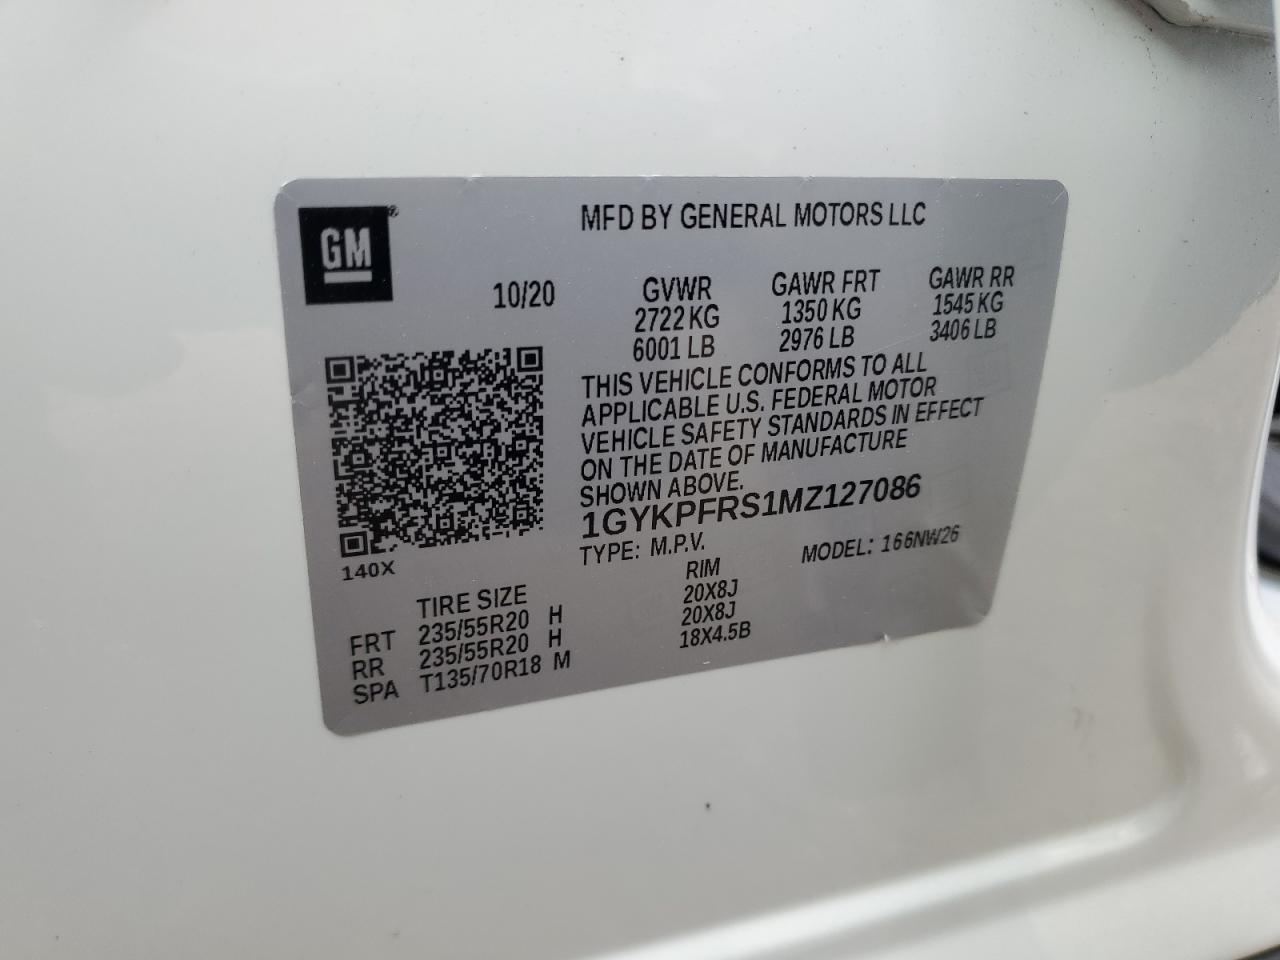 GM®
MFD BY GENERAL MOTORS LLC
10/20
GVWR GAWR FRT GAWR RR
2722 KG 1350 KG 1545 KG
6001 LB 2976 LB 3406 LB
THIS VEHICLE CONFORMS TO ALL
APPLICABLE U.S. FEDERAL MOTOR
VEHICLE SAFETY STANDARDS IN EFFECT
ON THE DATE OF MANUFACTURE
SHOWN ABOVE.
1GYKPFRS1MZ127086
TYPE: M.P.V. MODEL: 166NW26
140X
TIRE SIZE RIM
FRT 235/55R20 H 20X8J
RR 235/55R20 H 20X8J
SPA T135/70R18 M 18X4.5B